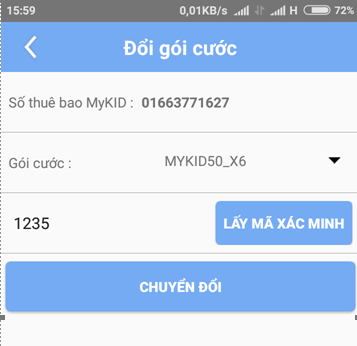 15:59 0,01KB/s H 72%
Đổi gói cước
Số thuê bao MyKID : 01663771627
Gói cước : MYKID50_X6
1235 LẤY MÃ XÁC MINH
CHUYỂN ĐỔI